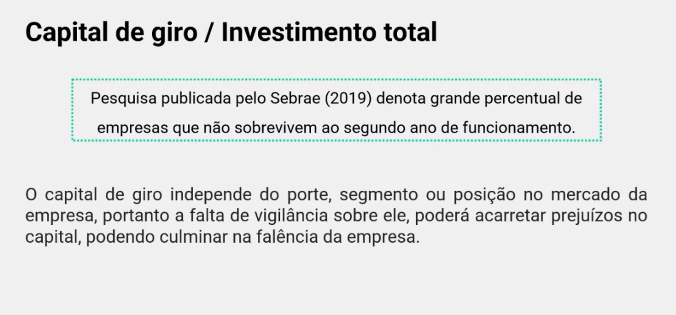 Capital de giro / Investimento total
Pesquisa publicada pelo Sebrae (2019) denota grande percentual de
empresas que não sobrevivem ao segundo ano de funcionamento.
O capital de giro independe do porte, segmento ou posição no mercado da
empresa, portanto a falta de vigilância sobre ele, poderá acarretar prejuízos no
capital, podendo culminar na falência da empresa.